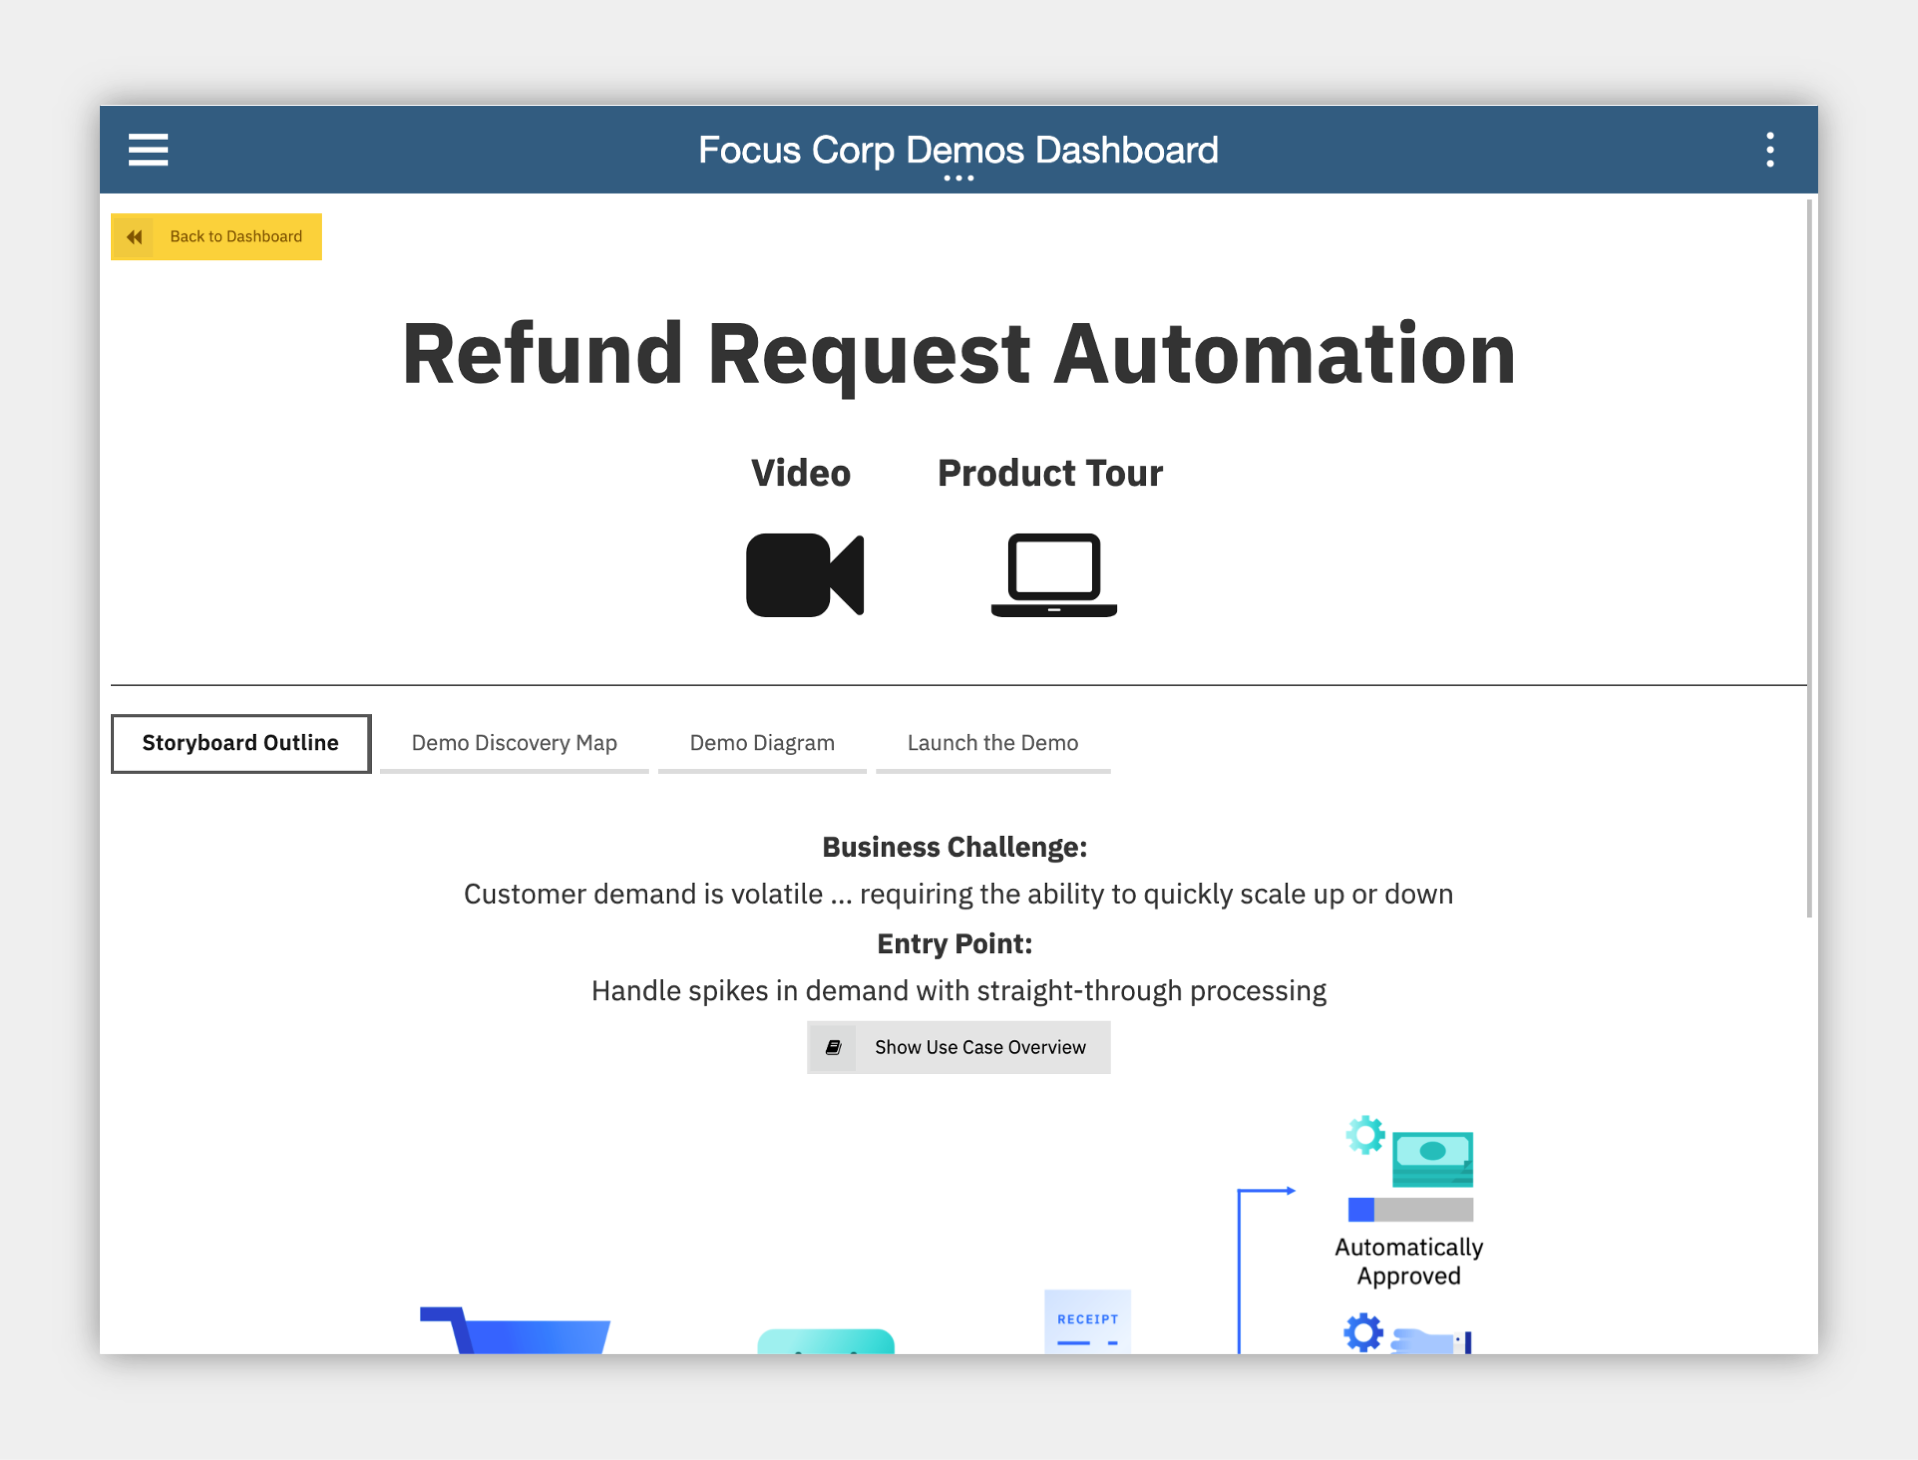 Focus Corp Demos Dashboard
Back to Dashboard
Refund Request Automation
Video
Product Tour
Storyboard Outline
Demo Discovery Map
Demo Diagram
Launch the Demo
Business Challenge:
Customer demand is volatile ... requiring the ability to quickly scale up or down
Entry Point:
Handle spikes in demand with straight-through processing
Show Use Case Overview
Automatically
Approved
RECEIPT